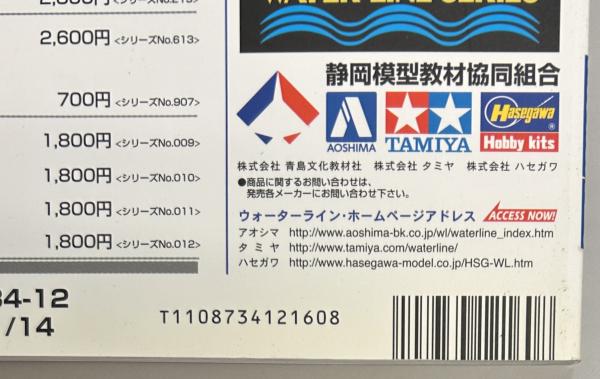 2,600円 <シリーズNo.613>
700円 <シリーズNo.907>
1,800円 <シリーズNo.009>
1,800円 <シリーズNo.010>
1,800円 <シリーズNo.011>
1,800円 <シリーズNo.012>
34-12
/14
WATER LINE SERIES
静岡模型教材協同組合
AOSHIMA
TAMIYA
Hasegawa
Hobby kits
株式会社 青島文化教材社 株式会社 タミヤ 株式会社 ハセガワ
●商品に関するお問い合わせは、
発売各メーカーにお問い合わせ下さい。
ウォーターライン・ホームページアドレス ACCESS NOW!
アオシマ http://www.aoshima-bk.co.jp/wl/waterline_index.htm
タミヤ http://www.tamiya.com/waterline/
ハセガワ http://www.hasegawa-model.co.jp/HSG-WL.htm
T1108734121608